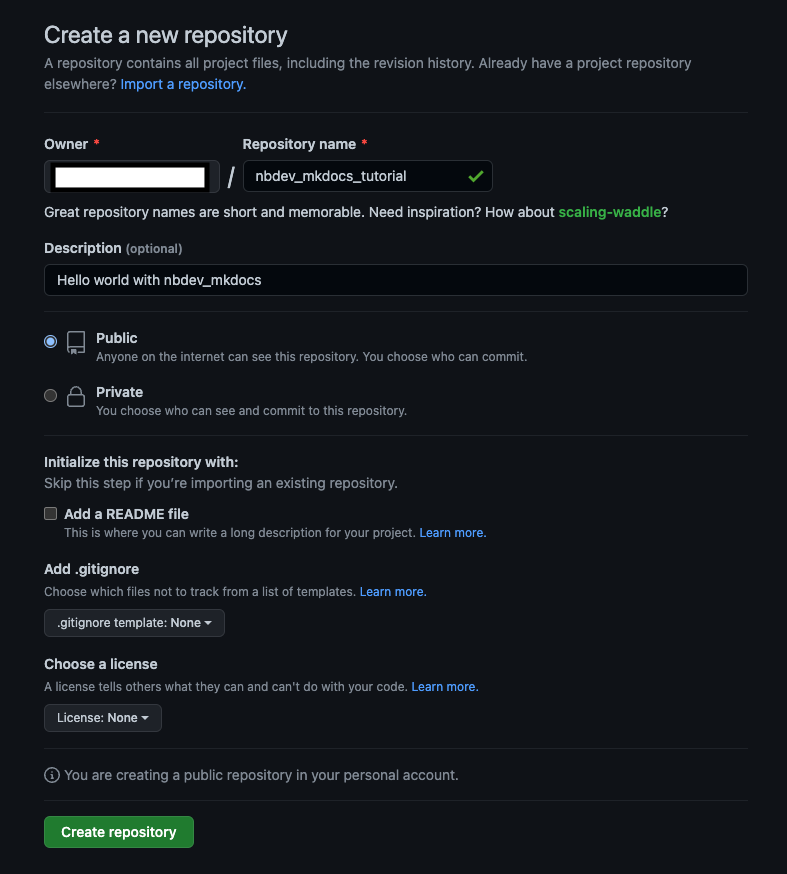 Create a new repository
A repository contains all project files, including the revision history. Already have a project repository
elsewhere? Import a repository.
Owner * Repository name *
/ nbdev_mkdocs_tutorial
Great repository names are short and memorable. Need inspiration? How about scaling-waddle?
Description (optional)
Hello world with nbdev_mkdocs
Public
Anyone on the internet can see this repository. You choose who can commit.
Private
You choose who can see and commit to this repository.
Initialize this repository with:
Skip this step if you're importing an existing repository.
Add a README file
This is where you can write a long description for your project. Learn more.
Add .gitignore
Choose which files not to track from a list of templates. Learn more.
.gitignore template: None
Choose a license
A license tells others what they can and can't do with your code. Learn more.
License: None
You are creating a public repository in your personal account.
Create repository